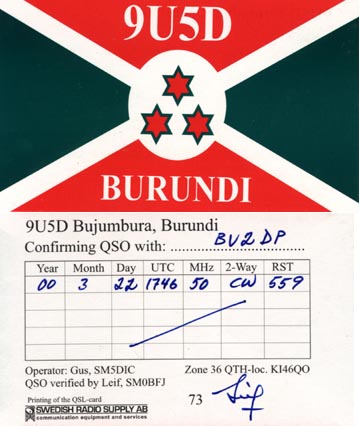 9U5D
BURUNDI
9U5D Bujumbura, Burundi
Confirming QSO with: BV2DP
Year Month Day UTC MHz 2-Way RST
00 3 22 1746 50 CW 559
Operator: Gus, SM5DIC Zone 36 QTH-loc. KI46QO
QSO verified by Leif, SM0BFJ
Printing of the QSL-card
SWEDISH RADIO SUPPLY AB
communication equipment and services
73